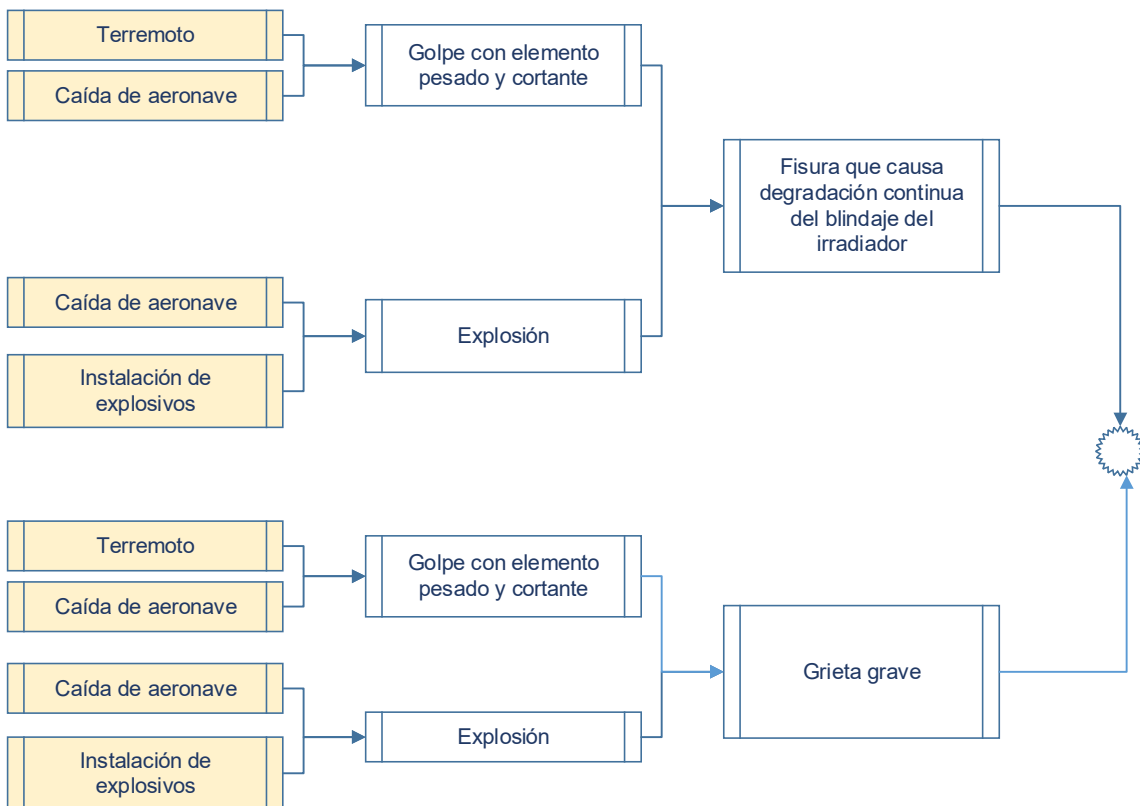 Terremoto
Caída de aeronave
Golpe con elemento
pesado y cortante
Fisura que causa
degradación continua
del blindaje del
irradiador
Caída de aeronave
Instalación de
explosivos
Explosión
Terremoto
Caída de aeronave
Golpe con elemento
pesado y cortante
Caída de aeronave
Instalación de
explosivos
Explosión
Grieta grave